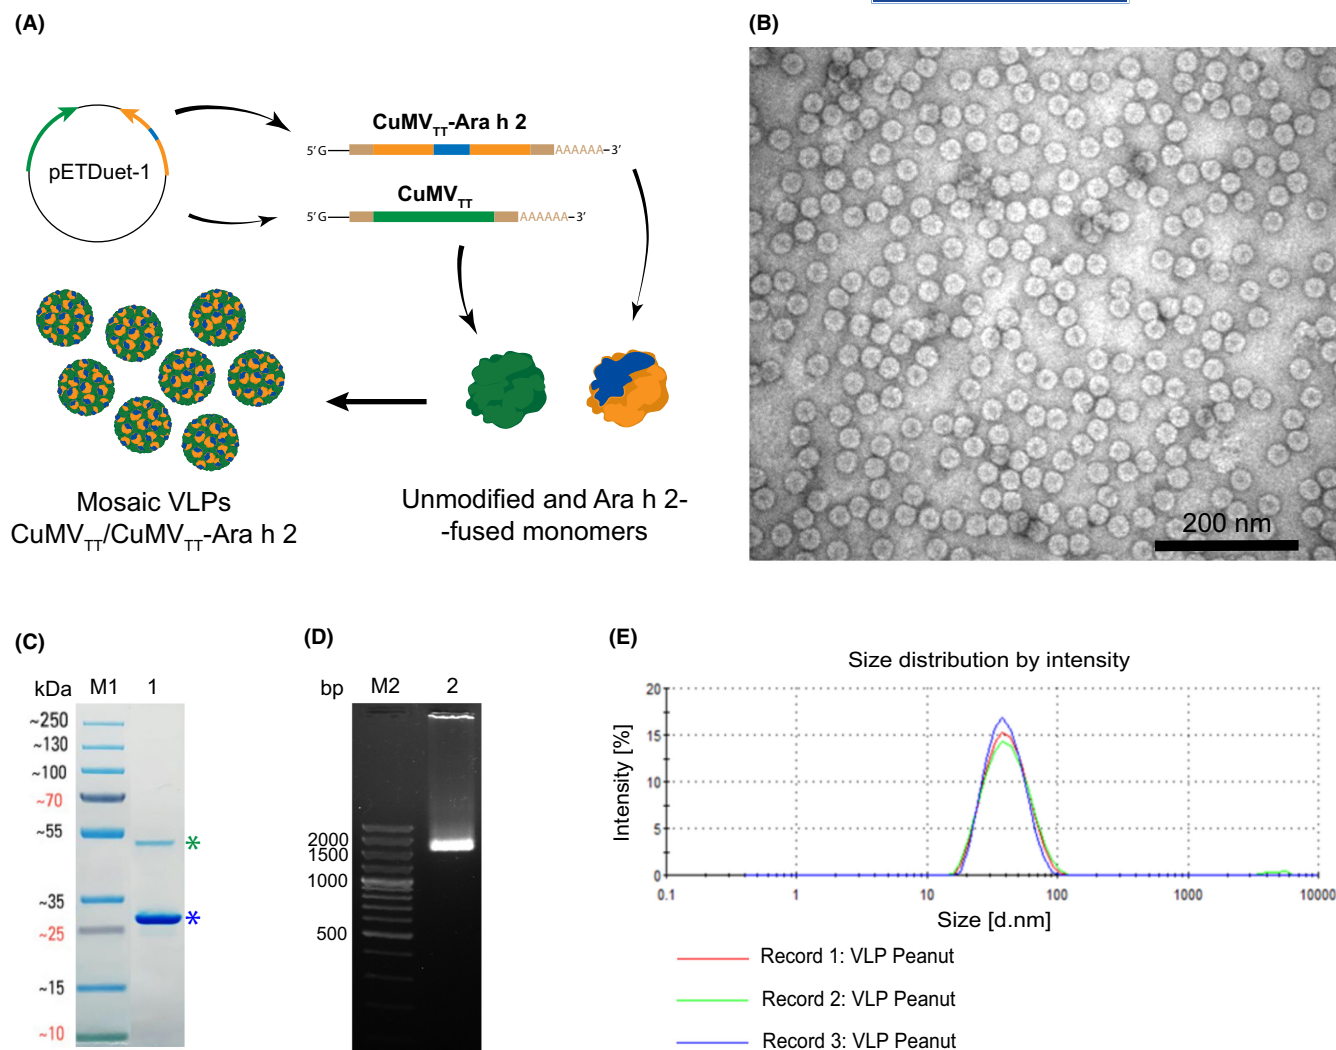 (A)
pETDuet-1
CuMVTT-Ara h 2
5'G AAAAAA 3'
CuMVTT
5'G AAAAAA 3'
Mosaic VLPs
CuMVTT/CuMVTT-Ara h 2
Unmodified and Ara h 2-
-fused monomers
(B)
200 nm
(C)
kDa M1 1
~250
~130
~100
~70
~55
*
~35
*
~25
~15
~10
(D)
bp M2 2
2000
1500
1000
500
(E)
Size distribution by intensity
Intensity [%]
20
15
10
5
0
0.1 1 10 100 1000 10000
Size [d.nm]
Record 1: VLP Peanut
Record 2: VLP Peanut
Record 3: VLP Peanut